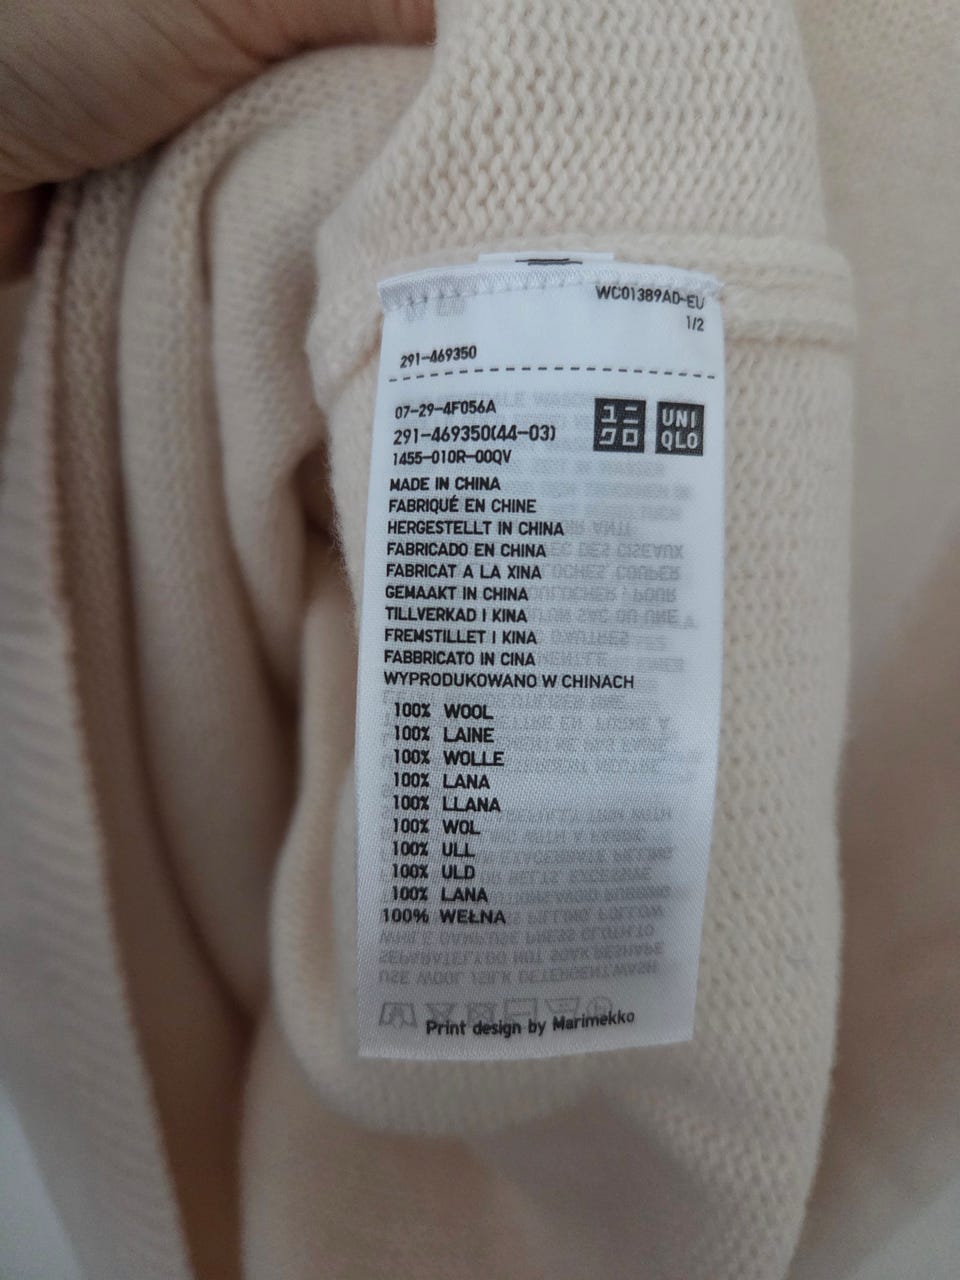 WC01389AD-EU
1/2
291-469350
07-29-4F056A
291-469350(44-03)
1455-010R-00QV
ユニ
クロ
UNI
QLO
MADE IN CHINA
FABRIQUÉ EN CHINE
HERGESTELLT IN CHINA
FABRICADO EN CHINA
FABRICAT A LA XINA
GEMAAKT IN CHINA
TILLVERKAD I KINA
FREMSTILLET I KINA
FABBRICATO IN CINA
WYPRODUKOWANO W CHINACH
100% WOOL
100% LAINE
100% WOLLE
100% LANA
100% LLANA
100% WOL
100% ULL
100% ULD
100% LANA
100% WEŁNA
Print design by Marimekko